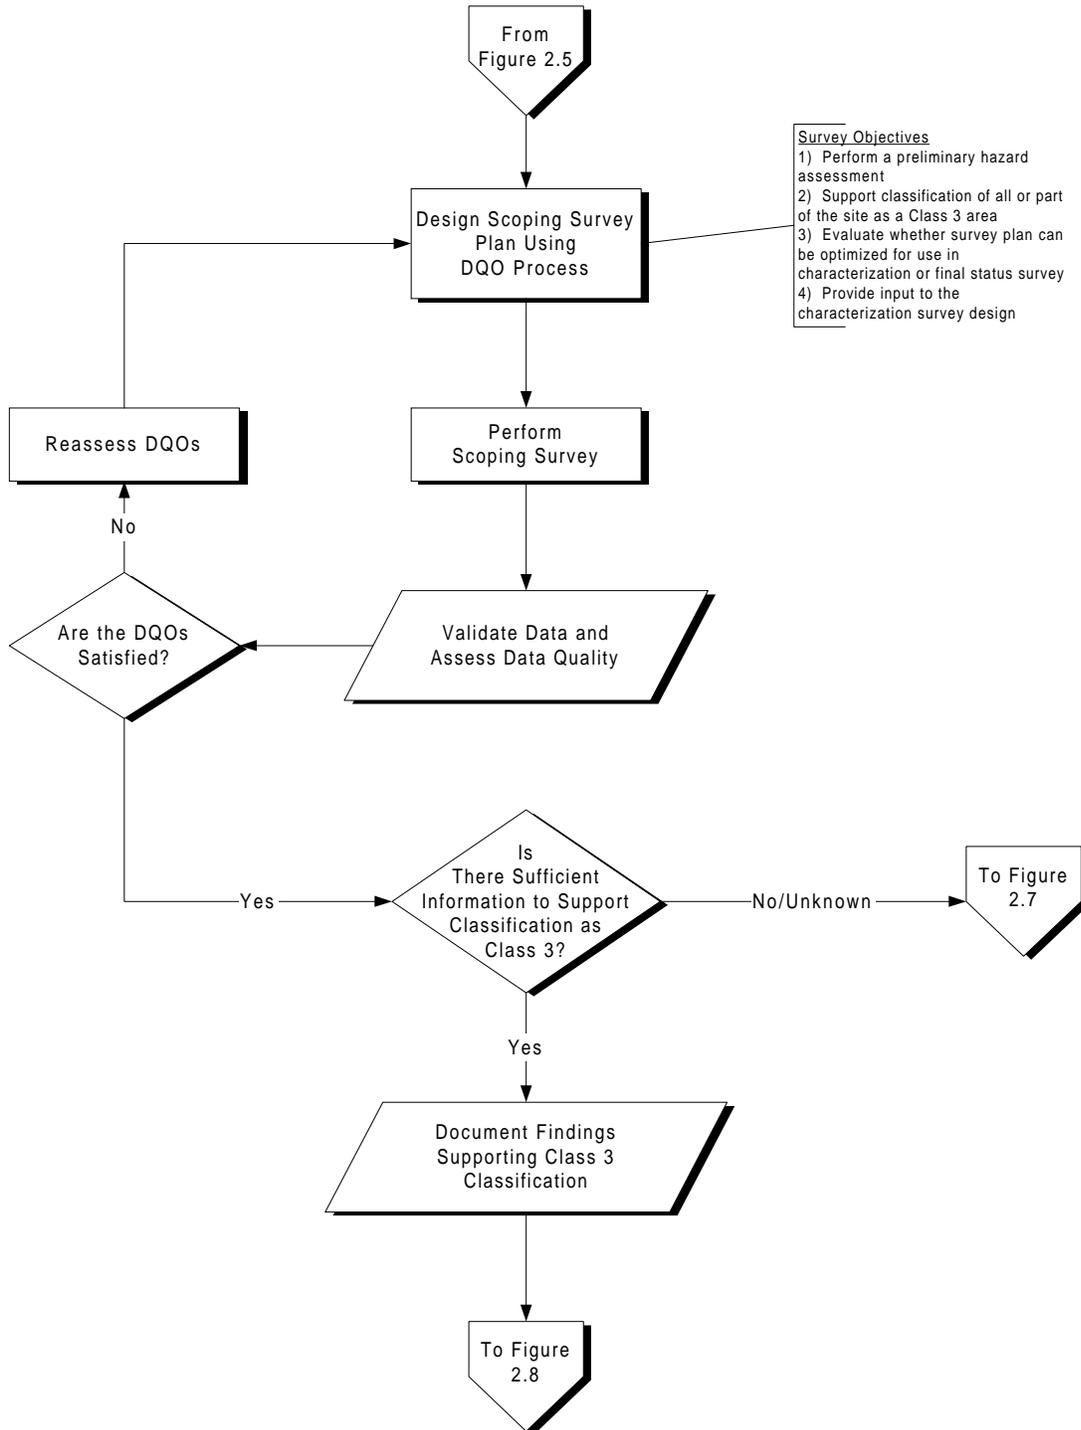 From
Figure 2.5
Survey Objectives
1) Perform a preliminary hazard
assessment
2) Support classification of all or part
of the site as a Class 3 area
3) Evaluate whether survey plan can
be optimized for use in
characterization or final status survey
4) Provide input to the
characterization survey design
Design Scoping Survey
Plan Using
DQO Process
Reassess DQOs
Perform
Scoping Survey
No
Are the DQOs
Satisfied?
Validate Data and
Assess Data Quality
Is
There Sufficient
Information to Support
Classification as
Class 3?
Yes
No/Unknown
To Figure
2.7
Yes
Document Findings
Supporting Class 3
Classification
To Figure
2.8